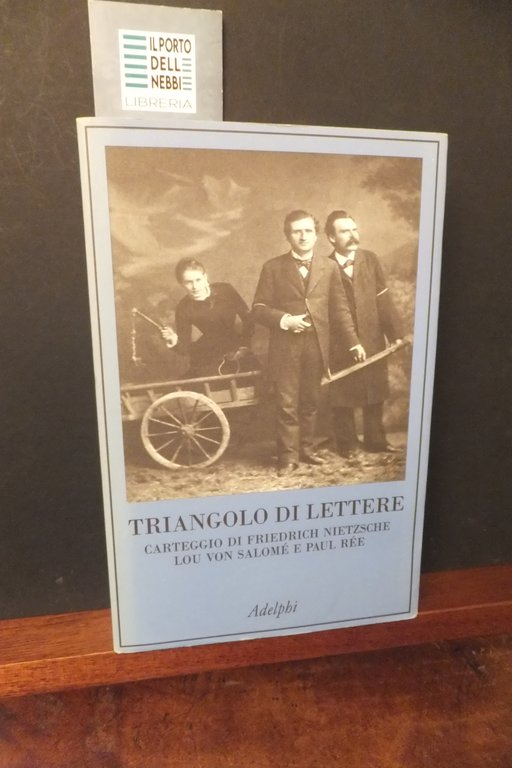 IL PORTO
DELLE
NEBBIE
LIBRERIA
TRIANGOLO DI LETTERE
CARTEGGIO DI FRIEDRICH NIETZSCHE
LOU VON SALOMÉ E PAUL RÉE
Adelphi